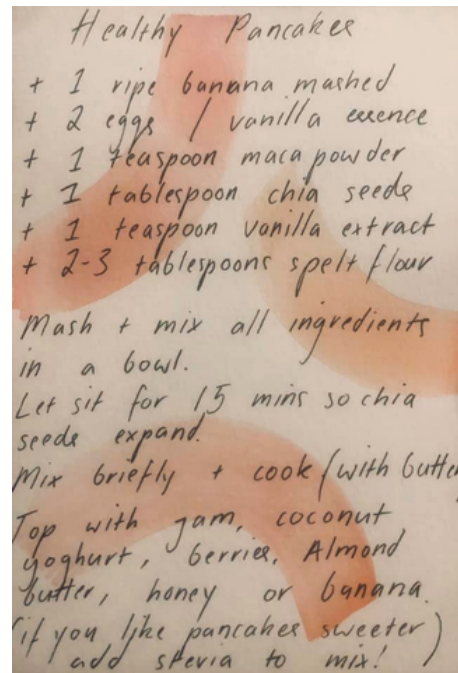 Healthy Pancakes
+ 1 ripe banana mashed
+ 2 eggs / vanilla essence
+ 1 teaspoon maca powder
+ 1 tablespoon chia seeds
+ 1 teaspoon vanilla extract
+ 2-3 tablespoons spelt flour
Mash + mix all ingredients
in a bowl.
Let sit for 15 mins so chia
seeds expand.
Mix briefly + cook (with butter
Top with jam, coconut
yoghurt, berries, Almond
butter, honey or banana.
(if you like pancakes sweeter)
add stevia to mix!